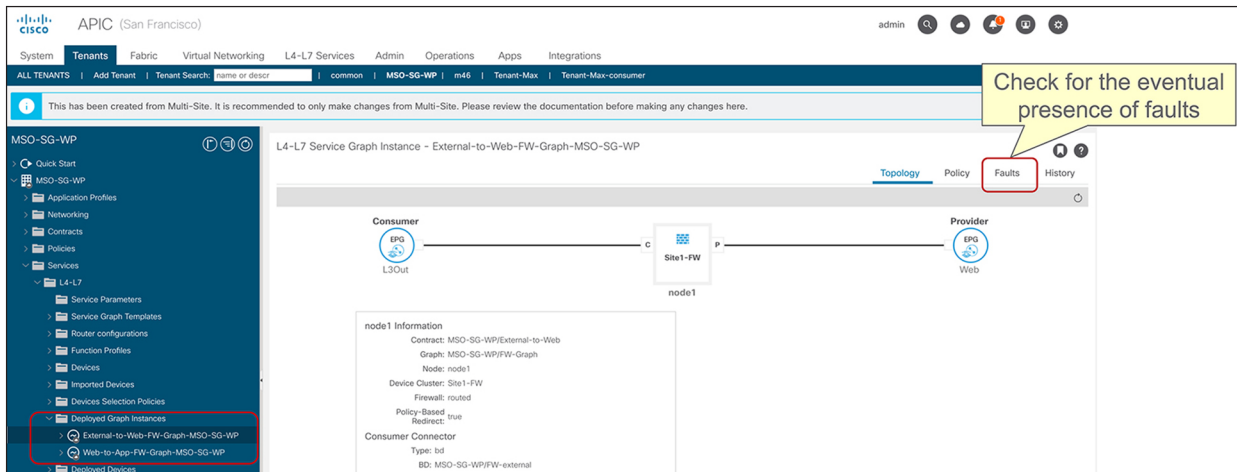 CISCO
APIC (San Francisco)
admin
1
System Tenants Fabric Virtual Networking L4-L7 Services Admin Operations Apps Integrations
ALL TENANTS | Add Tenant | Tenant Search: name or descr | common | MSO-SG-WP | m46 | Tenant-Max | Tenant-Max-consumer
Check for the eventual
presence of faults
This has been created from Multi-Site. It is recommended to only make changes from Multi-Site. Please review the documentation before making any changes here.
MSO-SG-WP
Quick Start
MSO-SG-WP
Application Profiles
Networking
Contracts
Policies
Services
L4-L7
Service Parameters
Service Graph Templates
Router configurations
Function Profiles
Devices
Imported Devices
Devices Selection Policies
Deployed Graph Instances
External-to-Web-FW-Graph-MSO-SG-WP
Web-to-App-FW-Graph-MSO-SG-WP
Deployed Devices
L4-L7 Service Graph Instance - External-to-Web-FW-Graph-MSO-SG-WP
Topology Policy Faults History
Consumer
EPG
L3Out
C
Site1-FW
P
node1
Provider
EPG
Web
node1 Information
Contract: MSO-SG-WP/External-to-Web
Graph: MSO-SG-WP/FW-Graph
Node: node1
Device Cluster: Site1-FW
Firewall: routed
Policy-Based
Redirect: true
Consumer Connector
Type: bd
BD: MSO-SG-WP/FW-external